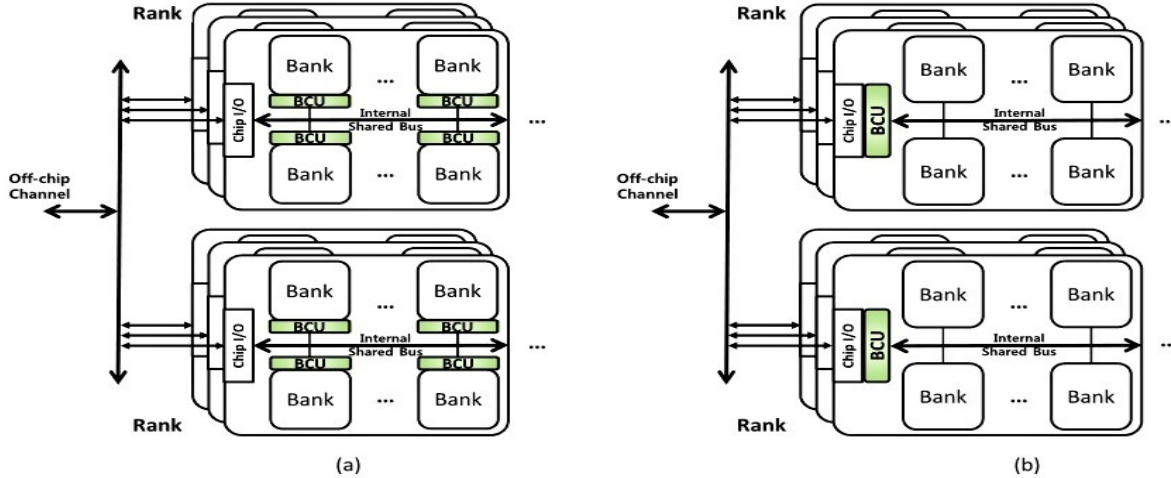 Rank
Bank
...
Bank
BCU
BCU
Chip I/O
Internal
Shared Bus
...
BCU
BCU
Bank
...
Bank
Off-chip
Channel
Bank
...
Bank
BCU
BCU
Chip I/O
Internal
Shared Bus
...
BCU
BCU
Bank
...
Bank
Rank
(a)
Rank
Bank
...
Bank
Chip I/O
BCU
Internal
Shared Bus
...
Bank
...
Bank
Off-chip
Channel
Bank
...
Bank
Chip I/O
BCU
Internal
Shared Bus
...
Bank
...
Bank
Rank
(b)